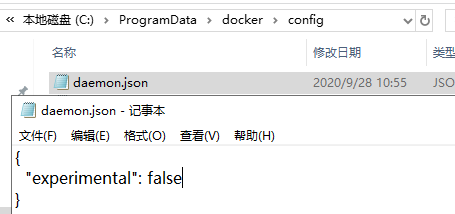 本地磁盘 (C:) ProgramData docker config
名称 修改日期 类型
daemon.json 2020/9/28 10:55 JSO
daemon.json - 记事本
文件(F) 编辑(E) 格式(O) 查看(V) 帮助(H)
{
"experimental": false
}